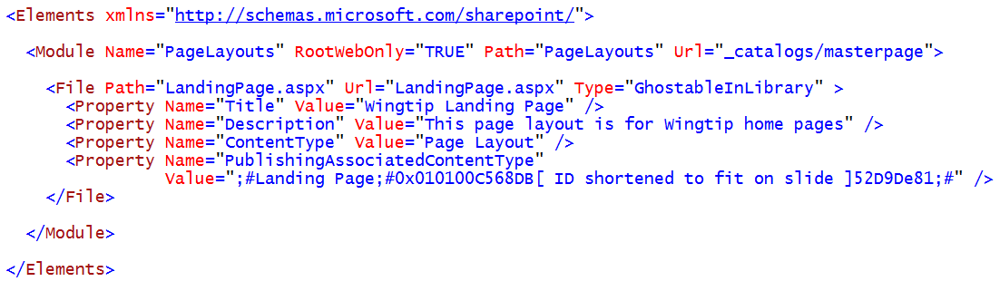 <Elements xmlns="http://schemas.microsoft.com/sharepoint/">
<Module Name="PageLayouts" RootWebOnly="TRUE" Path="PageLayouts" Url="_catalogs/masterpage">
<File Path="LandingPage.aspx" Url="LandingPage.aspx" Type="GhostableInLibrary" >
<Property Name="Title" Value="Wingtip Landing Page" />
<Property Name="Description" Value="This page layout is for Wingtip home pages" />
<Property Name="ContentType" Value="Page Layout" />
<Property Name="PublishingAssociatedContentType"
Value=";#Landing Page;#0x010100C568DB[ ID shortened to fit on slide ]52D9De81;#" />
</File>
</Module>
</Elements>